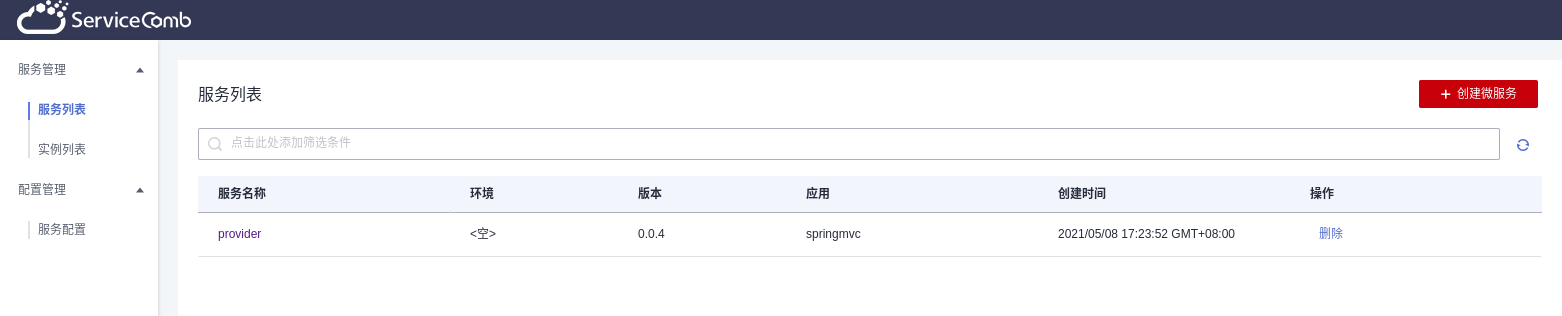 ServiceComb
服务管理
服务列表
实例列表
配置管理
服务配置
服务列表
创建微服务
点击此处添加筛选条件
服务名称 环境 版本 应用 创建时间 操作
provider <空> 0.0.4 springmvc 2021/05/08 17:23:52 GMT+08:00 删除